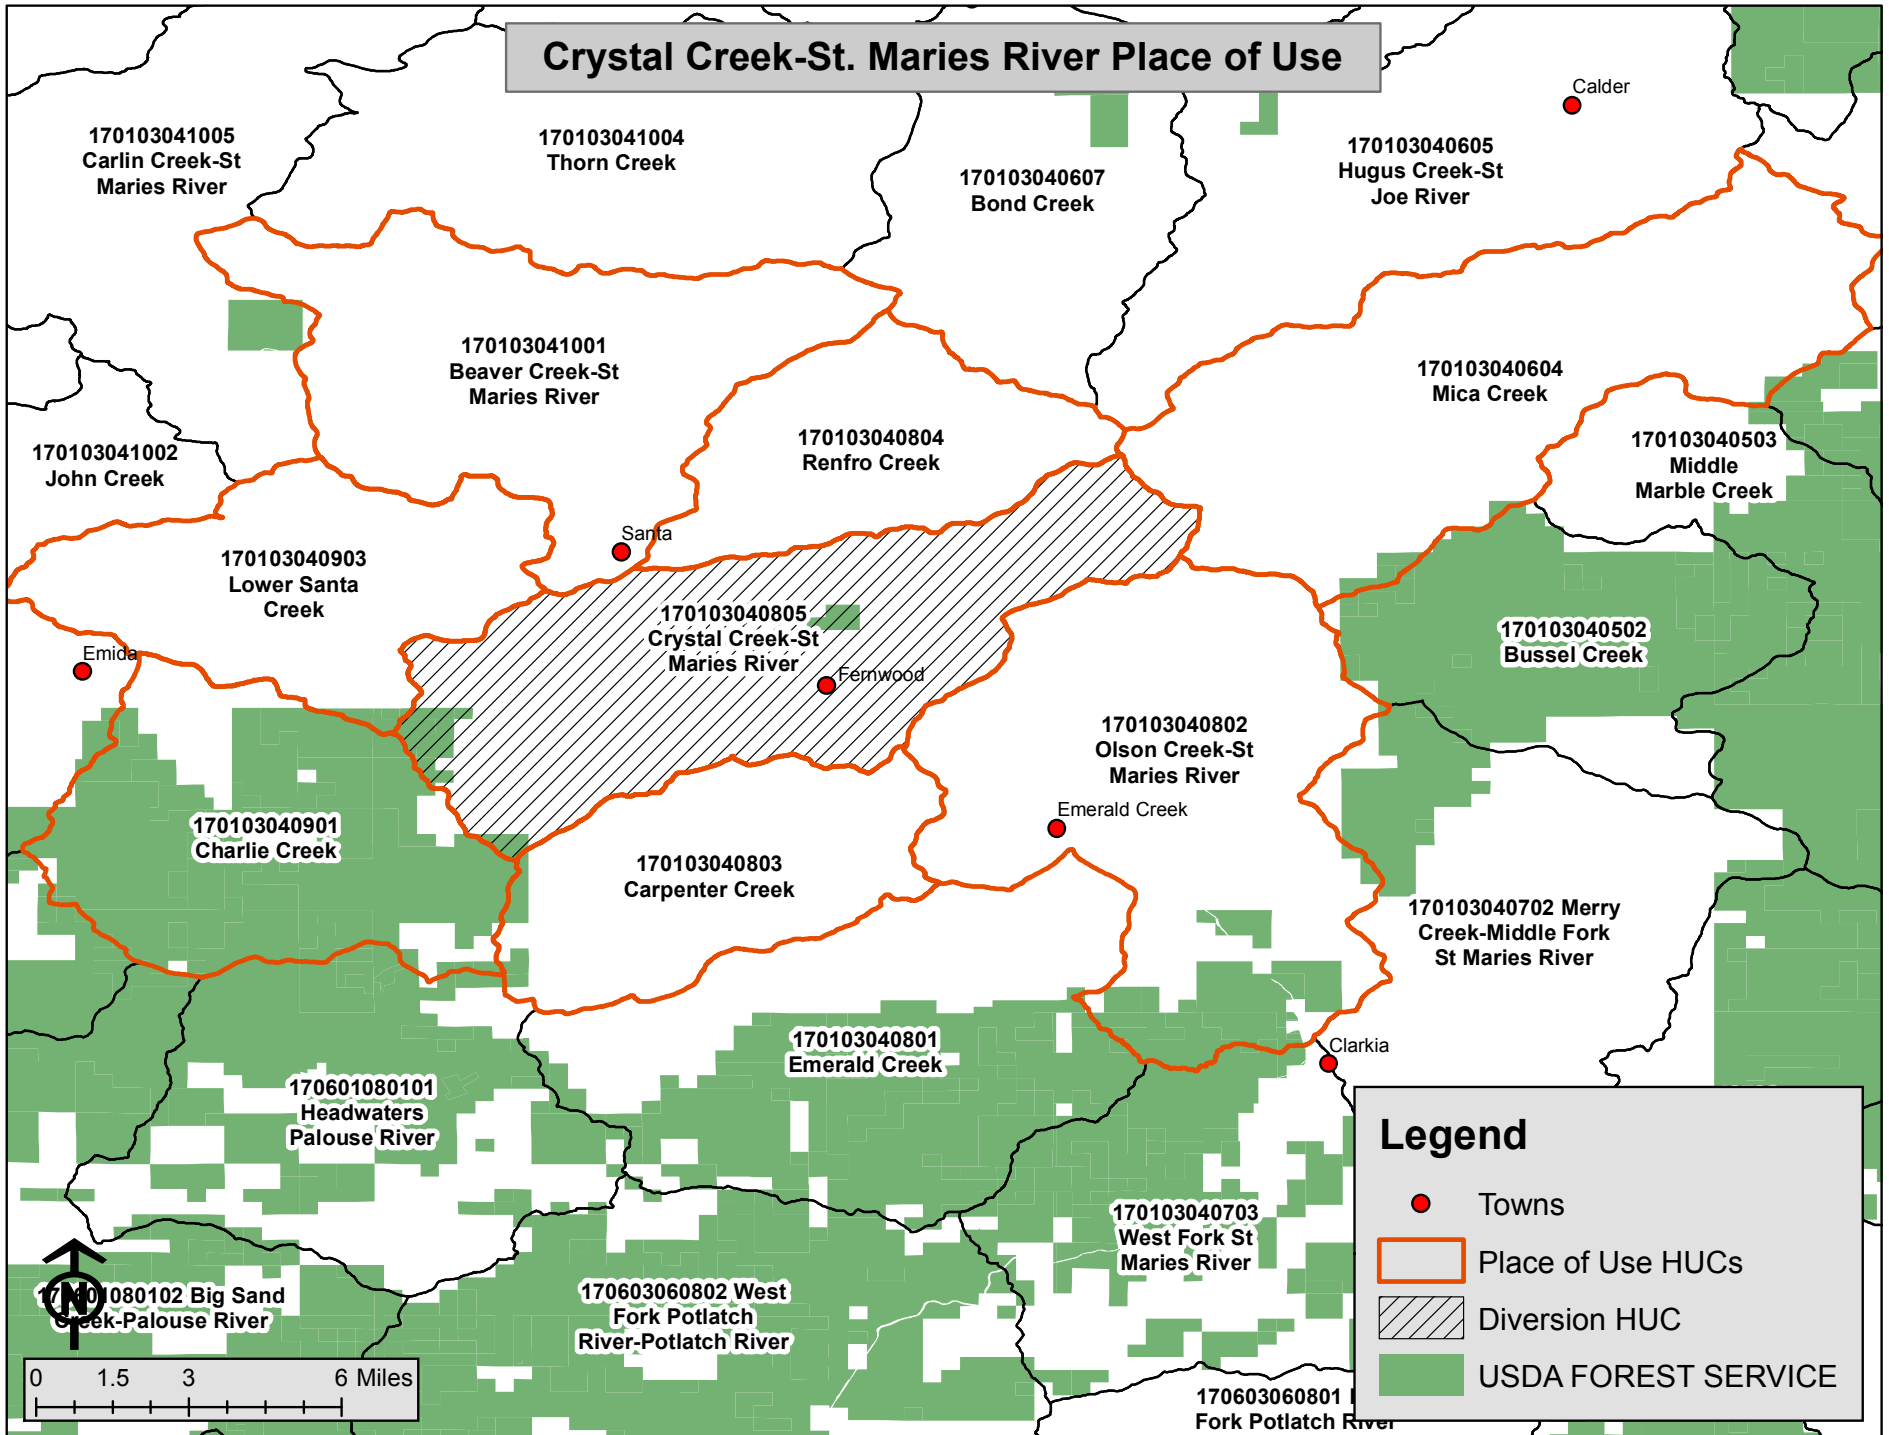 Crystal Creek-St. Maries River Place of Use
Calder
170103041005
Carlin Creek-St
Maries River
170103041004
Thorn Creek
170103040607
Bond Creek
170103040605
Hugus Creek-St
Joe River
170103041001
Beaver Creek-St
Maries River
170103040604
Mica Creek
170103041002
John Creek
170103040804
Renfro Creek
170103040503
Middle
Marble Creek
Santa
170103040903
Lower Santa
Creek
170103040805
Crystal Creek-St
Maries River
Fernwood
170103040502
Bussel Creek
Emida
170103040802
Olson Creek-St
Maries River
Emerald Creek
170103040901
Charlie Creek
170103040803
Carpenter Creek
170103040702 Merry
Creek-Middle Fork
St Maries River
170103040801
Emerald Creek
Clarkia
170601080101
Headwaters
Palouse River
170103040703
West Fork St
Maries River
080102 Big Sand
-Palouse River
N
170603060802 West
Fork Potlatch
River-Potlatch River
170603060801
Fork Potlatch River
0 1.5 3 6 Miles
Legend
Towns
Place of Use HUCs
Diversion HUC
USDA FOREST SERVICE